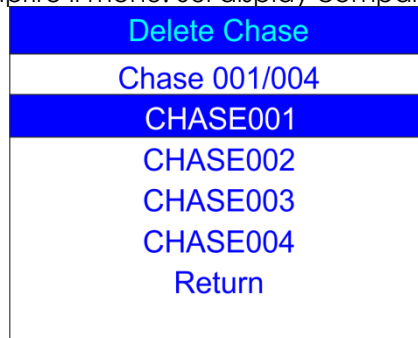 Delete Chase
Chase 001/004
CHASE001
CHASE002
CHASE003
CHASE004
Return